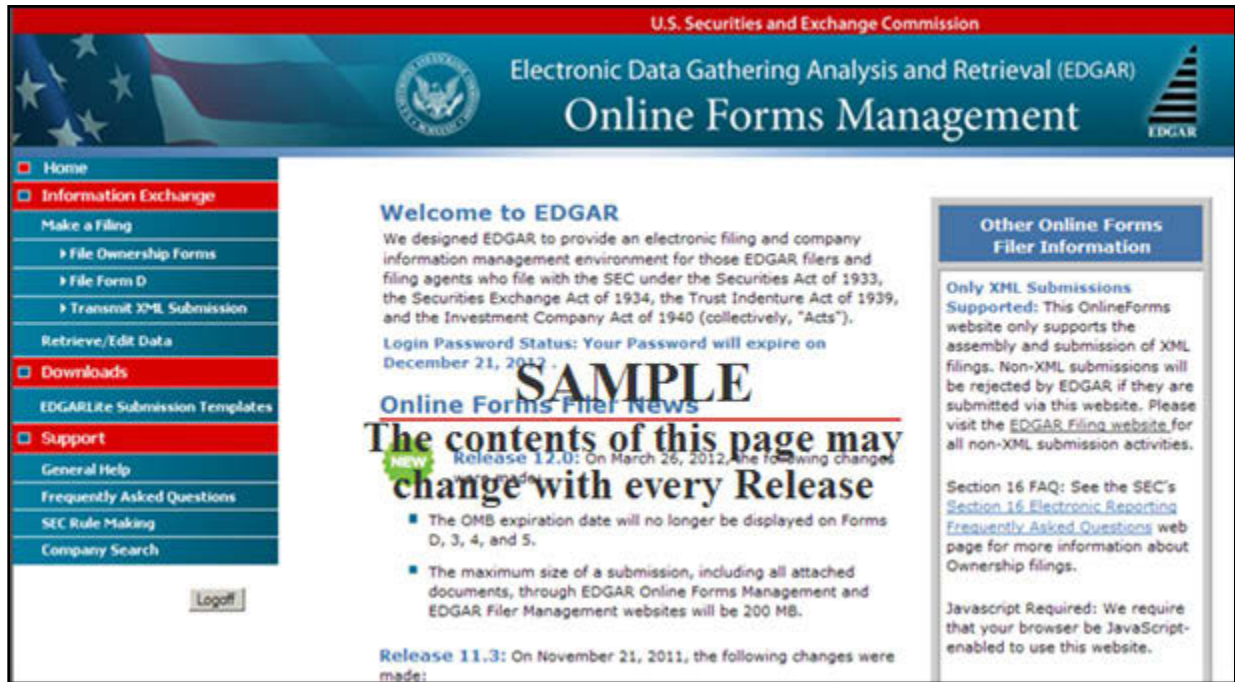 U.S. Securities and Exchange Commission
Electronic Data Gathering Analysis and Retrieval (EDGAR)
Online Forms Management
EDGAR
Home
Information Exchange
Make a Filing
File Ownership Forms
File Form D
Transmit XML Submission
Retrieve/Edit Data
Downloads
EDGARLite Submission Templates
Support
General Help
Frequently Asked Questions
SEC Rule Making
Company Search
Logoff
Welcome to EDGAR
We designed EDGAR to provide an electronic filing and company
information management environment for those EDGAR filers and
filing agents who file with the SEC under the Securities Act of 1933,
the Securities Exchange Act of 1934, the Trust Indenture Act of 1939,
and the Investment Company Act of 1940 (collectively, "Acts").
Login Password Status: Your Password will expire on
December 21, 2012 .
SAMPLE
Online Forms Filer News
The contents of this page may
change with every Release
NEW
Release 12.0: On March 26, 2012, the following changes
were made:
The OMB expiration date will no longer be displayed on Forms
D, 3, 4, and 5.
The maximum size of a submission, including all attached
documents, through EDGAR Online Forms Management and
EDGAR Filer Management websites will be 200 MB.
Release 11.3: On November 21, 2011, the following changes were
made:
Other Online Forms
Filer Information
Only XML Submissions
Supported: This OnlineForms
website only supports the
assembly and submission of XML
filings. Non-XML submissions will
be rejected by EDGAR if they are
submitted via this website. Please
visit the EDGAR Filing website for
all non-XML submission activities.
Section 16 FAQ: See the SEC's
Section 16 Electronic Reporting
Frequently Asked Questions web
page for more information about
Ownership filings.
Javascript Required: We require
that your browser be JavaScript-
enabled to use this website.